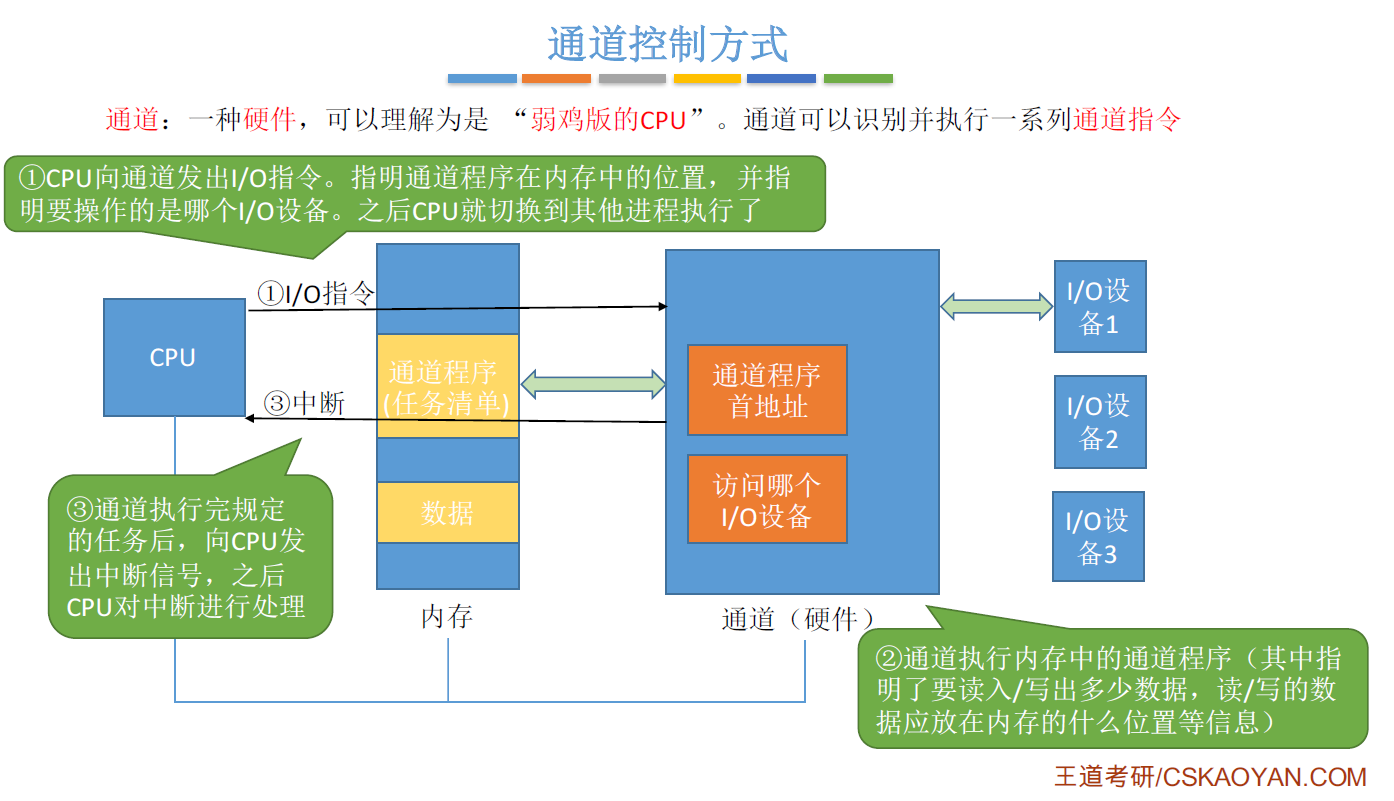 通道控制方式
通道：一种硬件，可以理解为是 “弱鸡版的CPU”。通道可以识别并执行一系列通道指令
①CPU向通道发出I/O指令。指明通道程序在内存中的位置，并指
明要操作的是哪个I/O设备。之后CPU就切换到其他进程执行了
①I/O指令
CPU
③中断
通道程序
(任务清单)
数据
内存
通道程序
首地址
访问哪个
I/O设备
通道（硬件）
I/O设
备1
I/O设
备2
I/O设
备3
③通道执行完规定
的任务后，向CPU发
出中断信号，之后
CPU对中断进行处理
②通道执行内存中的通道程序（其中指
明了要读入/写出多少数据，读/写的数
据应放在内存的什么位置等信息）
王道考研/CSKAOYAN.COM